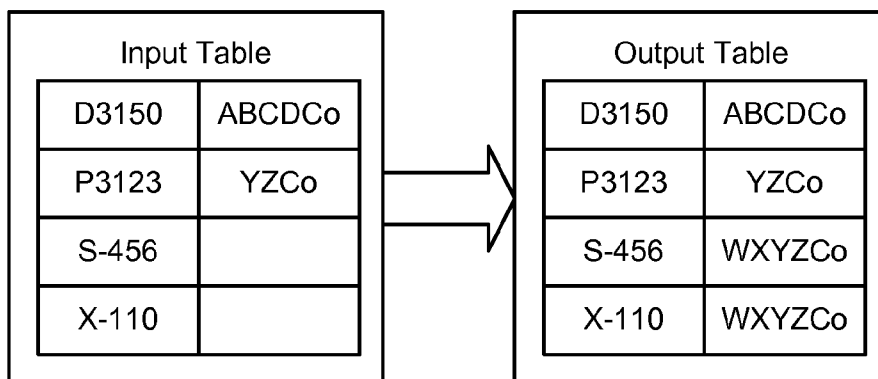 Input Table
D3150 ABCDCo
P3123 YZCo
S-456
X-110
Output Table
D3150 ABCDCo
P3123 YZCo
S-456 WXYZCo
X-110 WXYZCo